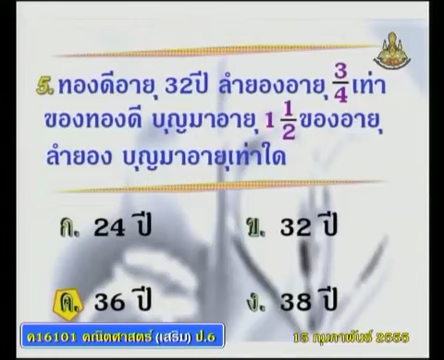 5. ทองดีอายุ 32ปี ลำยองอายุ 3/4 เท่า
ของทองดี บุญมาอายุ 1 1/2 ของอายุ
ลำยอง บุญมาอายุเท่าใด
ก. 24 ปี ข. 32 ปี
ค. 36 ปี ง. 38 ปี
ค16101 คณิตศาสตร์ (เสริม) ป.6 15 กุมภาพันธ์ 2555